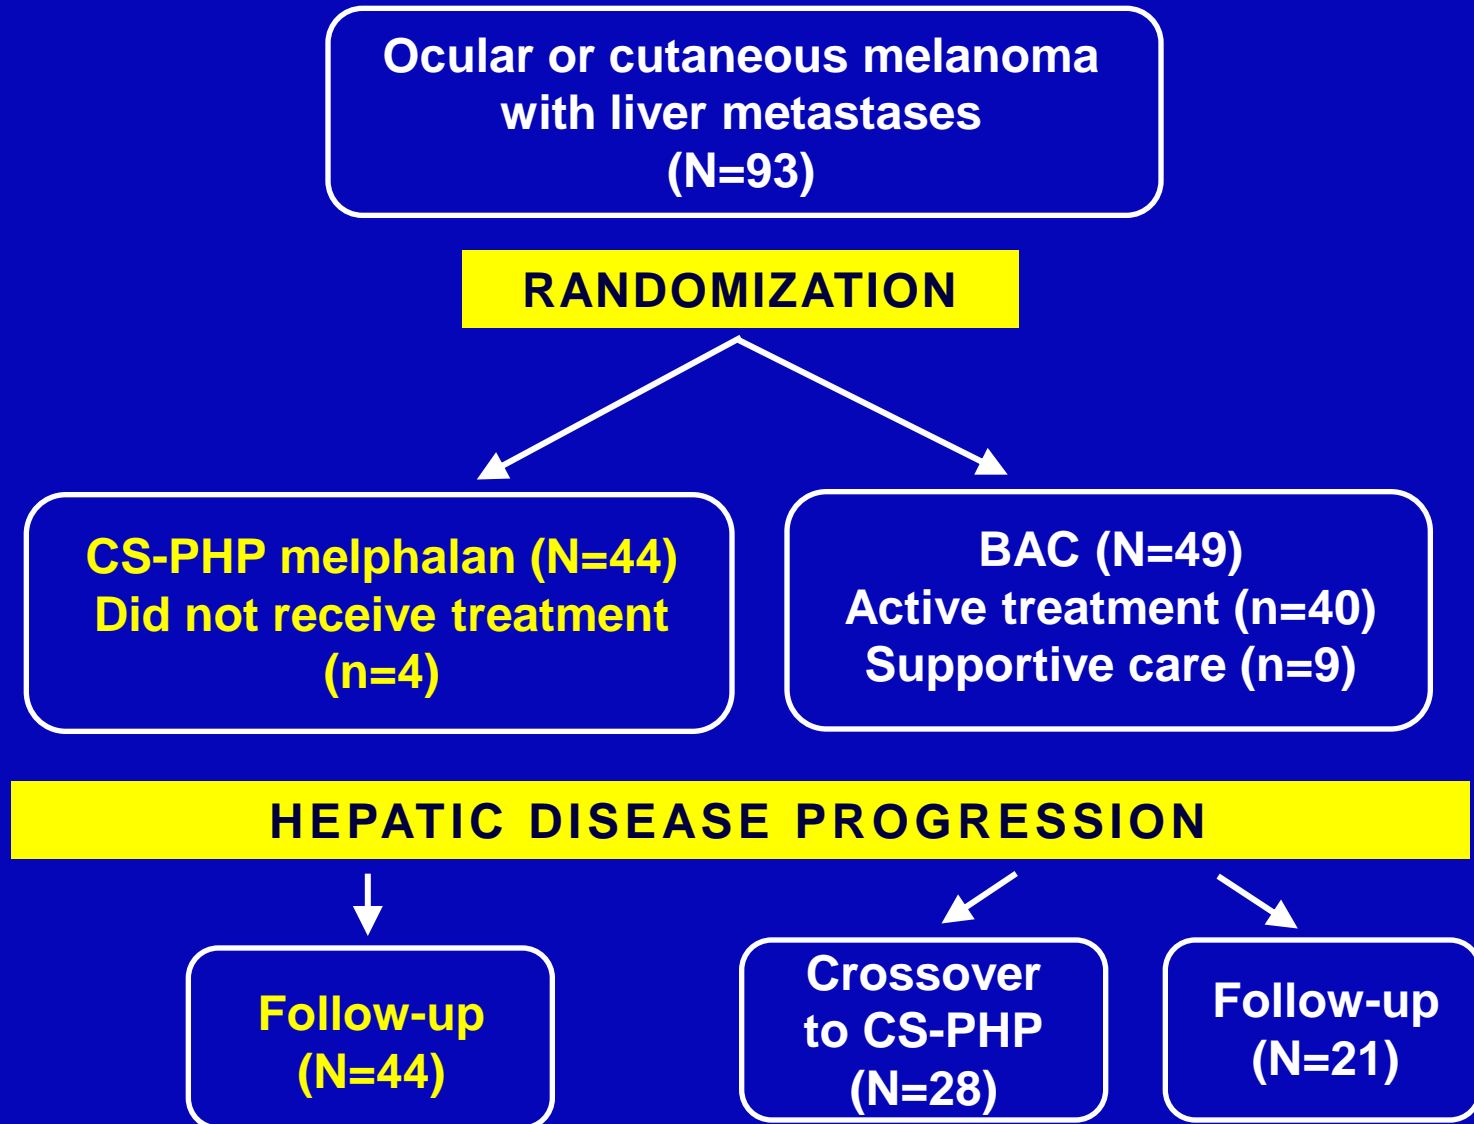 Ocular or cutaneous melanoma
with liver metastases
(N=93)
RANDOMIZATION
CS-PHP melphalan (N=44)
Did not receive treatment
(n=4)
BAC (N=49)
Active treatment (n=40)
Supportive care (n=9)
HEPATIC DISEASE PROGRESSION
Follow-up
(N=44)
Crossover
to CS-PHP
(N=28)
Follow-up
(N=21)